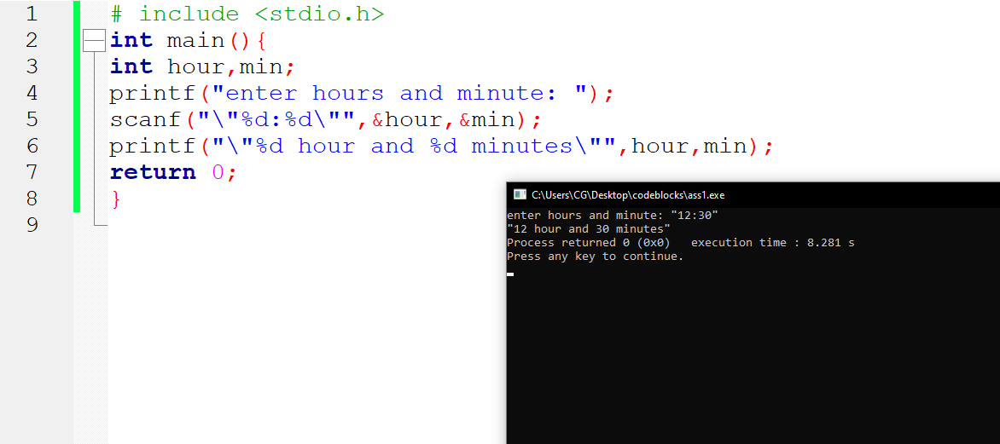 1 # include <stdio.h>
2 int main(){
3 int hour,min;
4 printf("enter hours and minute: ");
5 scanf("\"%d:%d\"",&hour,&min);
6 printf("\"%d hour and %d minutes\"",hour,min);
7 return 0;
8 }
9
C:\Users\CG\Desktop\codeblocks\ass1.exe
enter hours and minute: "12:30"
"12 hour and 30 minutes"
Process returned 0 (0x0)   execution time : 8.281 s
Press any key to continue.